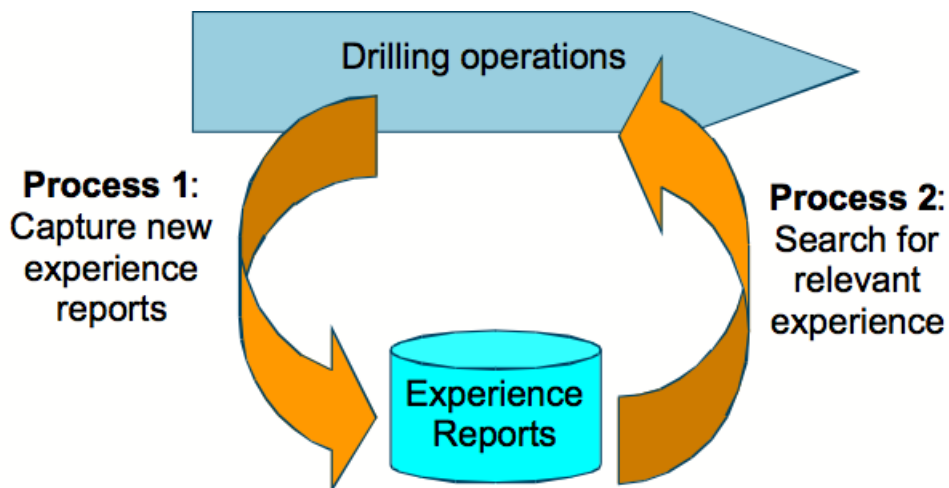 Drilling operations
Process 1:
Capture new
experience
reports
Process 2:
Search for
relevant
experience
Experience
Reports